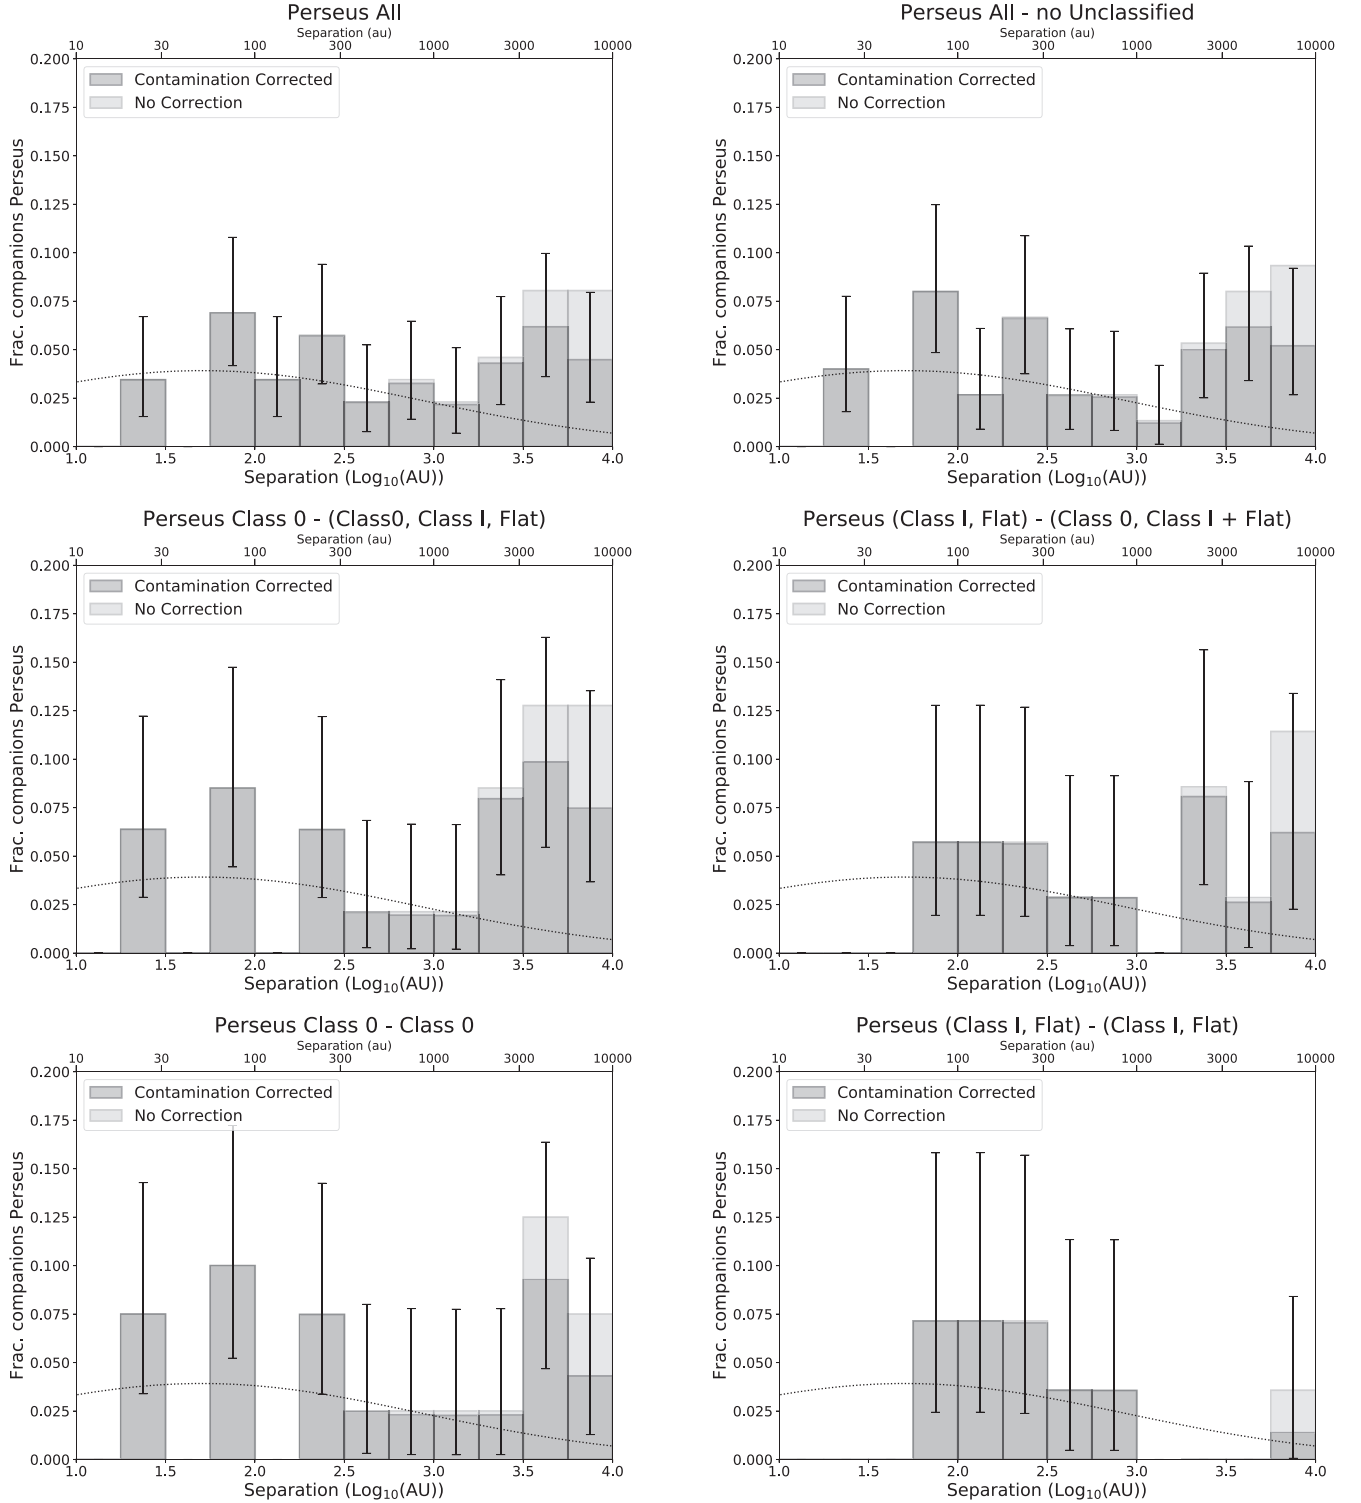 Perseus All
Separation (au)
10 30 100 300 1000 3000 10000
0.200
0.175
0.150
0.125
0.100
0.075
0.050
0.025
0.000
Frac. companions Perseus
Contamination Corrected
No Correction
1.0 1.5 2.0 2.5 3.0 3.5 4.0
Separation (Log10(AU))
Perseus All - no Unclassified
Separation (au)
10 30 100 300 1000 3000 10000
0.200
0.175
0.150
0.125
0.100
0.075
0.050
0.025
0.000
Frac. companions Perseus
Contamination Corrected
No Correction
1.0 1.5 2.0 2.5 3.0 3.5 4.0
Separation (Log10(AU))
Perseus Class 0 - (Class0, Class I, Flat)
Separation (au)
10 30 100 300 1000 3000 10000
0.200
0.175
0.150
0.125
0.100
0.075
0.050
0.025
0.000
Frac. companions Perseus
Contamination Corrected
No Correction
1.0 1.5 2.0 2.5 3.0 3.5 4.0
Separation (Log10(AU))
Perseus (Class I, Flat) - (Class 0, Class I + Flat)
Separation (au)
10 30 100 300 1000 3000 10000
0.200
0.175
0.150
0.125
0.100
0.075
0.050
0.025
0.000
Frac. companions Perseus
Contamination Corrected
No Correction
1.0 1.5 2.0 2.5 3.0 3.5 4.0
Separation (Log10(AU))
Perseus Class 0 - Class 0
Separation (au)
10 30 100 300 1000 3000 10000
0.200
0.175
0.150
0.125
0.100
0.075
0.050
0.025
0.000
Frac. companions Perseus
Contamination Corrected
No Correction
1.0 1.5 2.0 2.5 3.0 3.5 4.0
Separation (Log10(AU))
Perseus (Class I, Flat) - (Class I, Flat)
Separation (au)
10 30 100 300 1000 3000 10000
0.200
0.175
0.150
0.125
0.100
0.075
0.050
0.025
0.000
Frac. companions Perseus
Contamination Corrected
No Correction
1.0 1.5 2.0 2.5 3.0 3.5 4.0
Separation (Log10(AU))